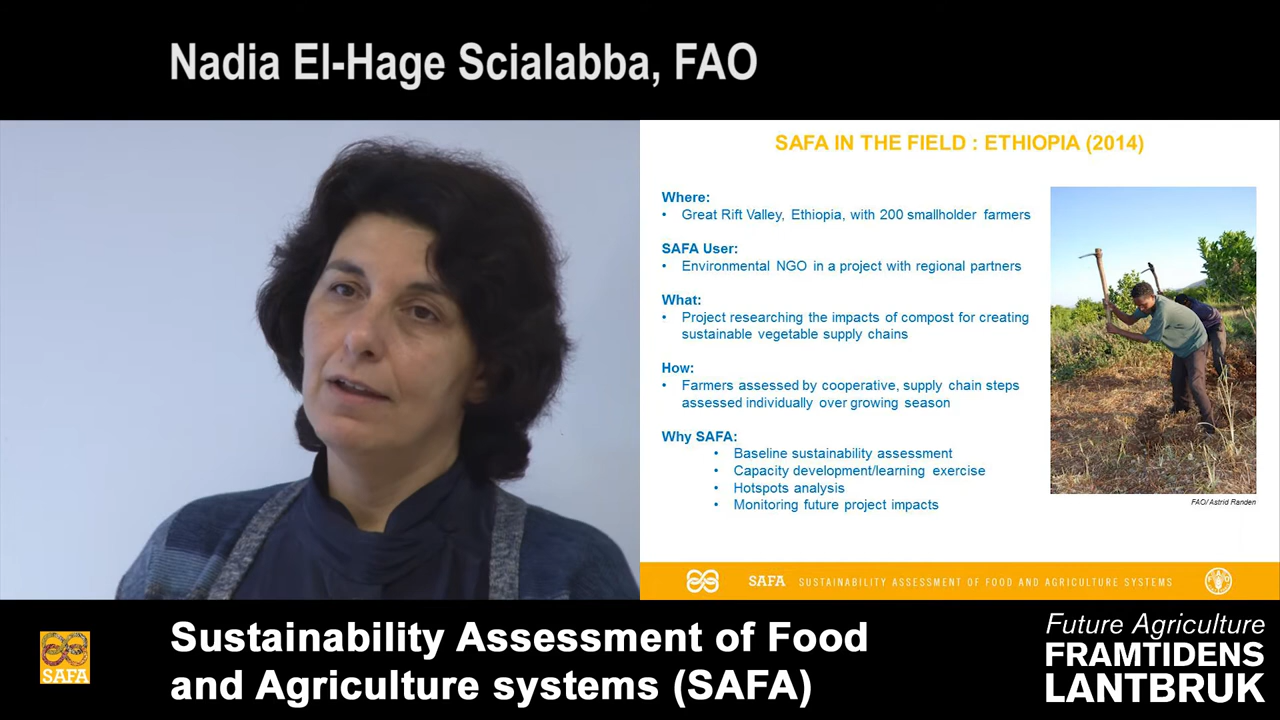 Nadia El-Hage Scialabba, FAO
SAFA IN THE FIELD : ETHIOPIA (2014)
Where:
• Great Rift Valley, Ethiopia, with 200 smallholder farmers
SAFA User:
• Environmental NGO in a project with regional partners
What:
• Project researching the impacts of compost for creating
sustainable vegetable supply chains
How:
• Farmers assessed by cooperative, supply chain steps
assessed individually over growing season
Why SAFA:
• Baseline sustainability assessment
• Capacity development/learning exercise
• Hotspots analysis
• Monitoring future project impacts
FAO/ Astrid Randen
SAFA SUSTAINABILITY ASSESSMENT OF FOOD AND AGRICULTURE SYSTEMS
SAFA
Sustainability Assessment of Food
and Agriculture systems (SAFA)
Future Agriculture
FRAMTIDENS
LANTBRUK